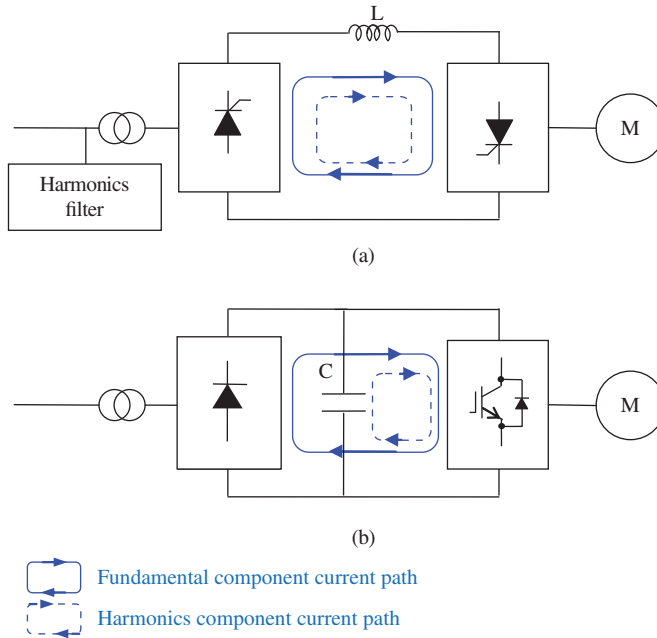 L
M
Harmonics
filter
(a)
C
M
(b)
Fundamental component current path
Harmonics component current path